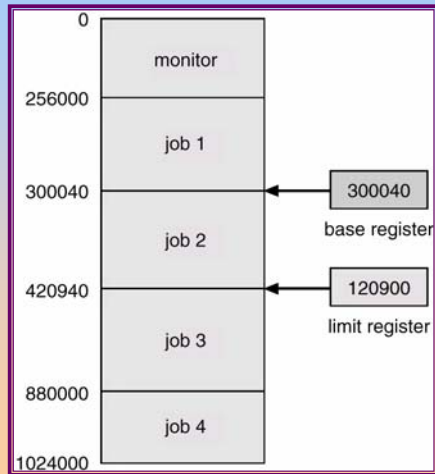 0
monitor
256000
job 1
300040
300040
base register
job 2
420940
120900
limit register
job 3
880000
job 4
1024000